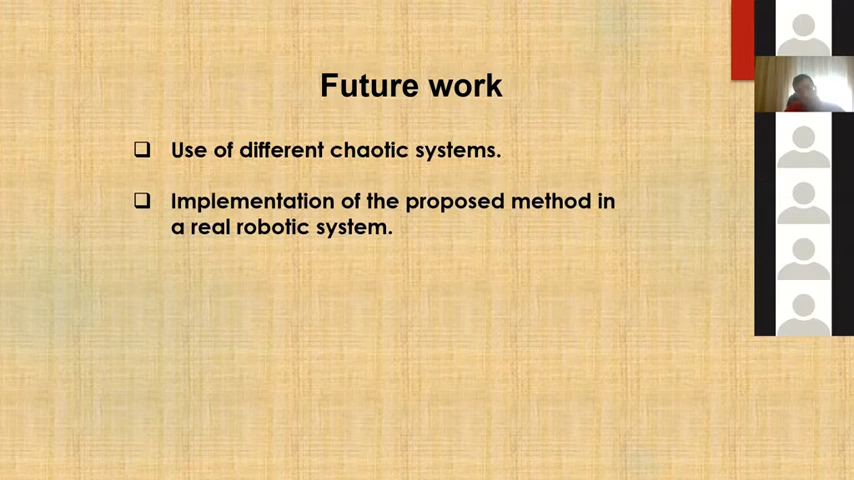 Future work
❑ Use of different chaotic systems.
❑ Implementation of the proposed method in
a real robotic system.